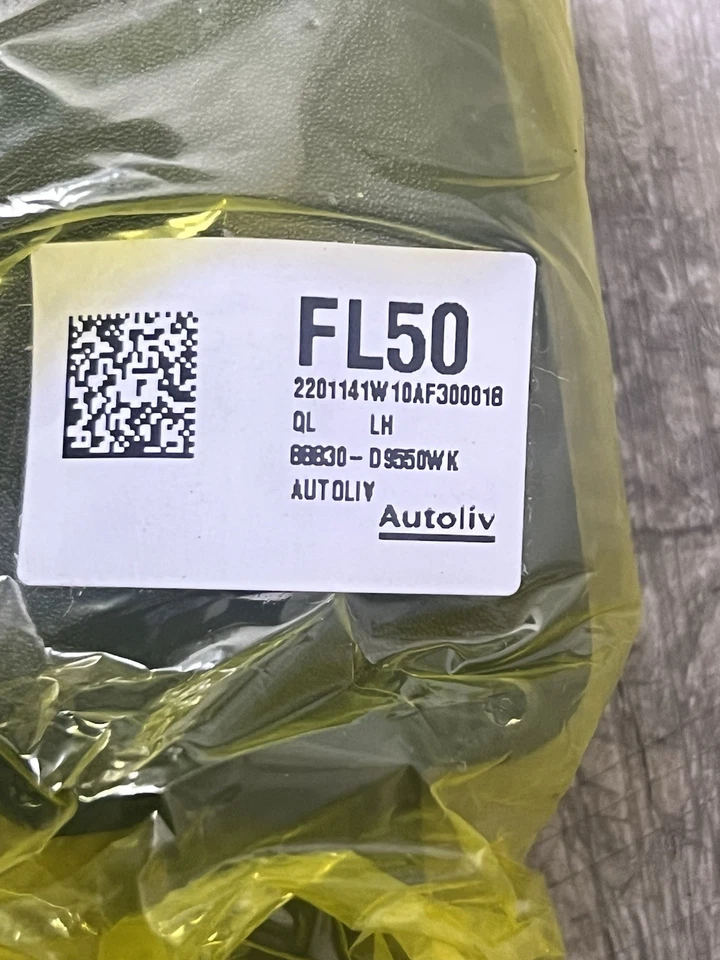 FL50
2201141W10AF300018
QL LH
88830-D9550WK
AUTOLIV
Autoliv